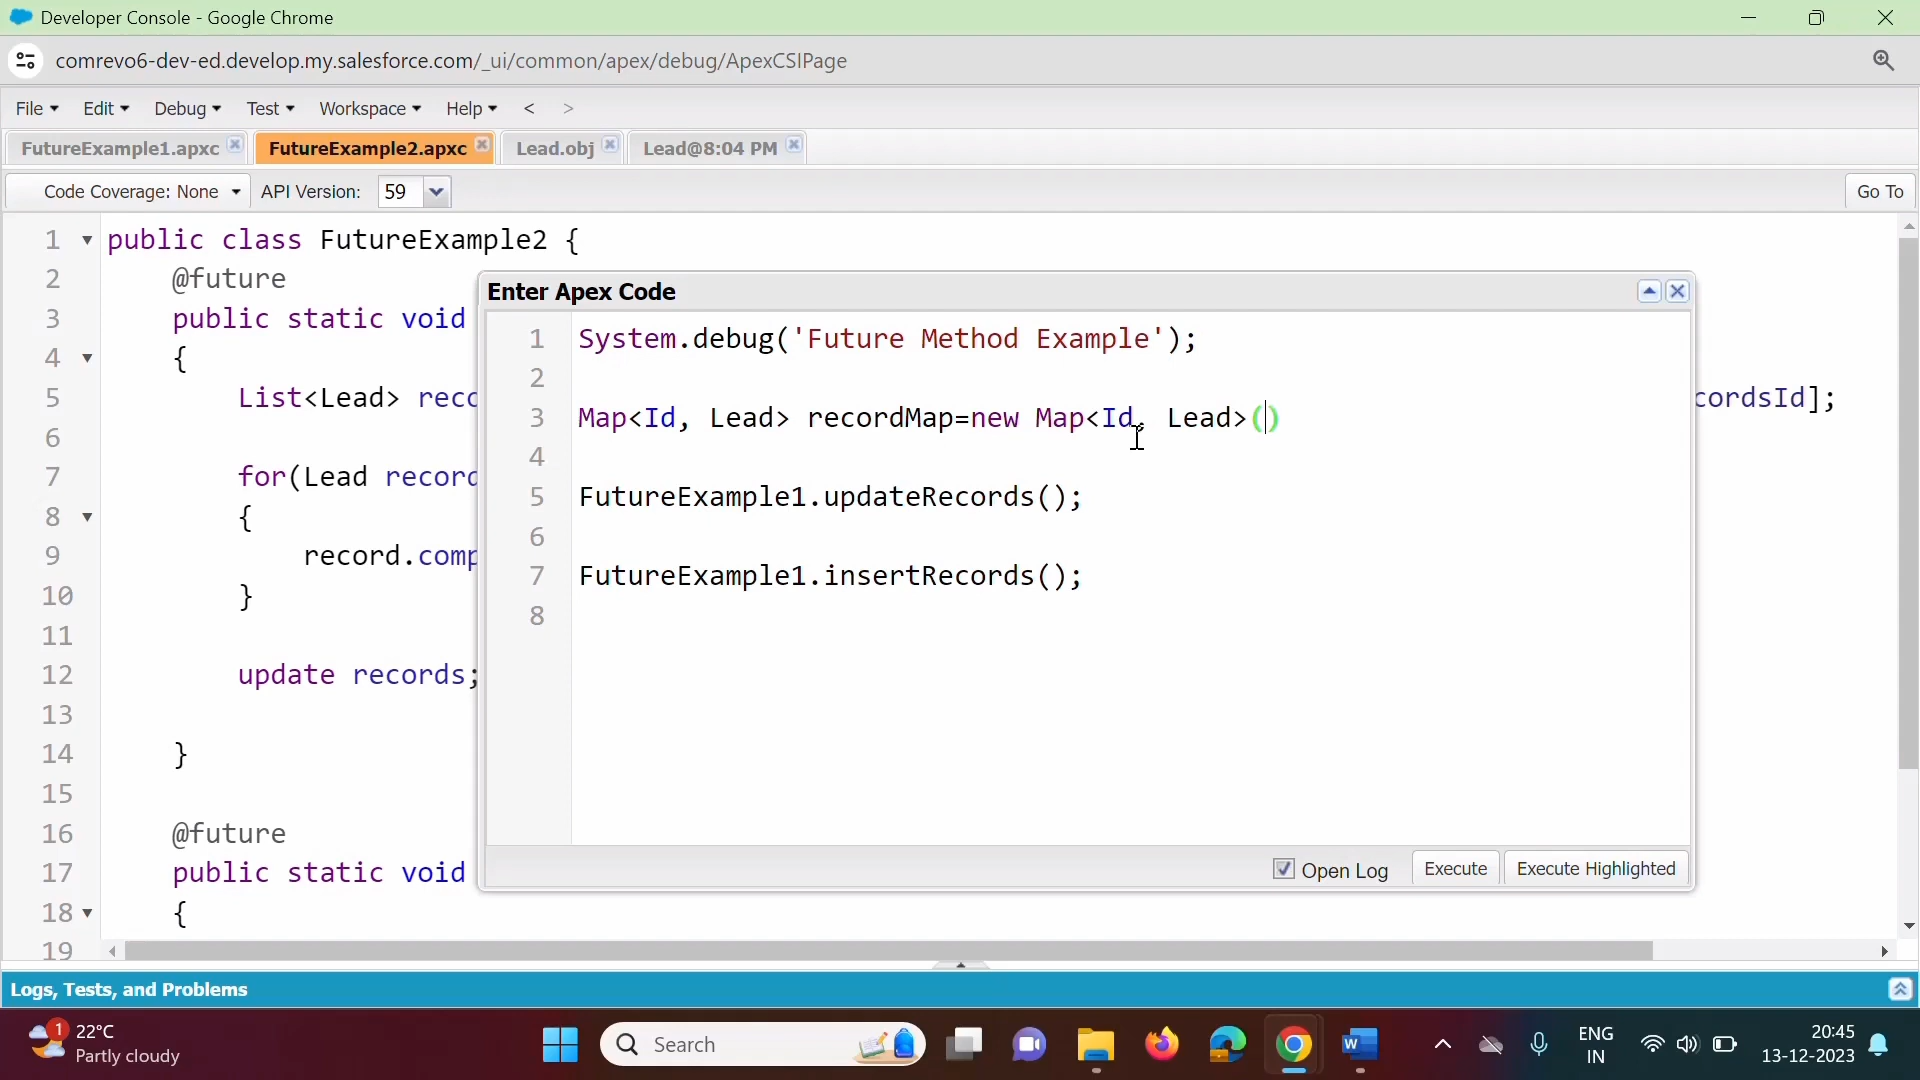 Developer Console - Google Chrome
comrevo6-dev-ed.develop.my.salesforce.com/_ui/common/apex/debug/ApexCSIPage
File Edit Debug Test Workspace Help < >
FutureExample1.apxc FutureExample2.apxc Lead.obj Lead@8:04 PM
Code Coverage: None API Version: 59 Go To
1 public class FutureExample2 {
2 @future
3 public static void
4 {
5 List<Lead> reco cordsId];
6
7 for(Lead record
8 {
9 record.comp
10 }
11
12 update records;
13
14 }
15
16 @future
17 public static void
18 {
19
Enter Apex Code
1 System.debug('Future Method Example');
2
3 Map<Id, Lead> recordMap=new Map<Id, Lead>()
4
5 FutureExample1.updateRecords();
6
7 FutureExample1.insertRecords();
8
Open Log Execute Execute Highlighted
Logs, Tests, and Problems
1 22°C
Partly cloudy
Search
ENG
IN
20:45
13-12-2023